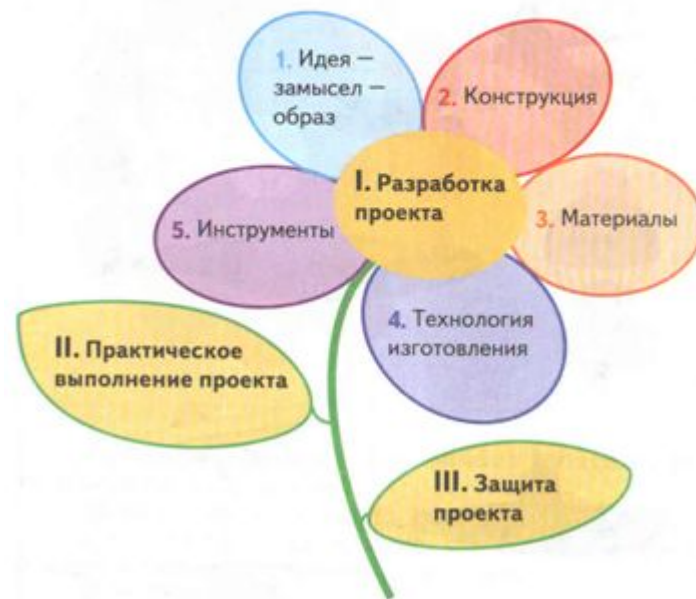 1. Идея –
замысел –
образ
2. Конструкция
I. Разработка
проекта
3. Материалы
5. Инструменты
4. Технология
изготовления
II. Практическое
выполнение проекта
III. Защита
проекта